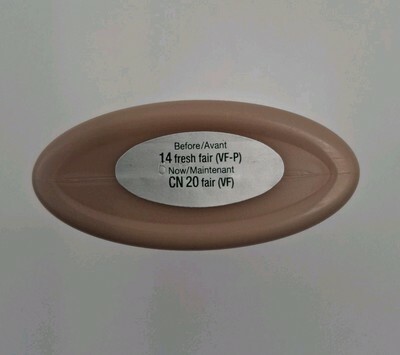 Before/Avant
14 fresh fair (VF-P)
Now/Maintenant
CN 20 fair (VF)